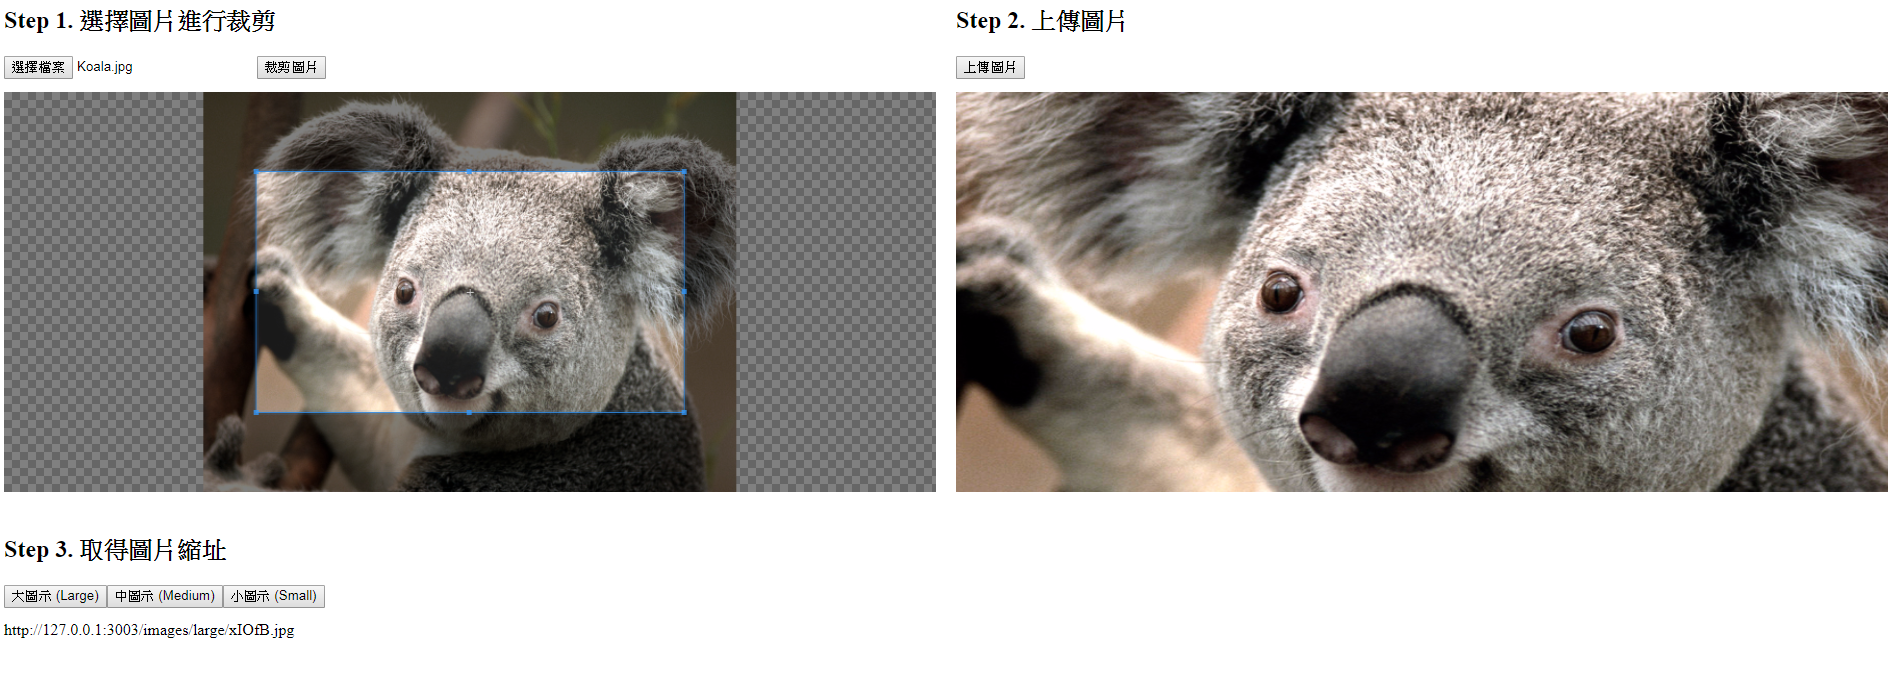 Step 1. 選擇圖片進行裁剪
選擇檔案 Koala.jpg 裁剪圖片
Step 2. 上傳圖片
上傳圖片
Step 3. 取得圖片縮址
大圖示 (Large) 中圖示 (Medium) 小圖示 (Small)
http://127.0.0.1:3003/images/large/xIOfB.jpg